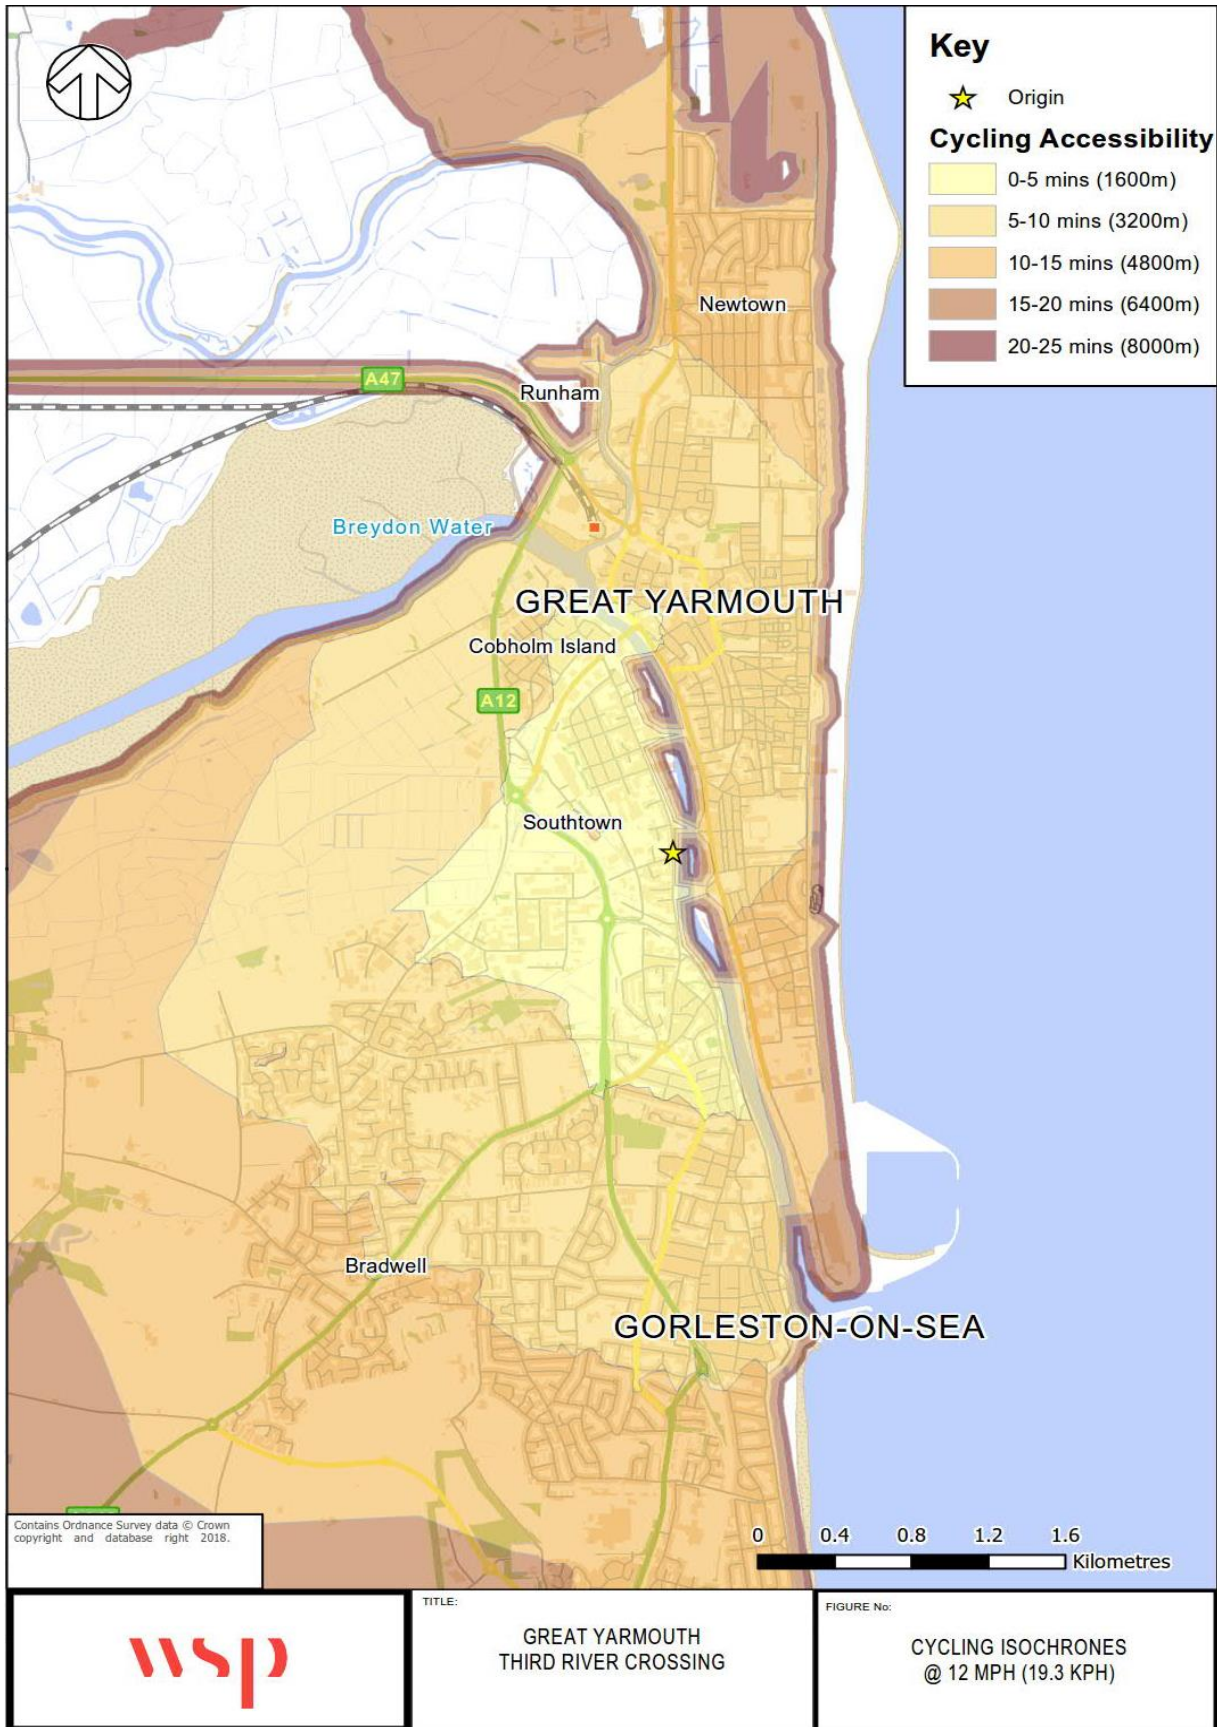 Key
Origin
Cycling Accessibility
0-5 mins (1600m)
5-10 mins (3200m)
10-15 mins (4800m)
15-20 mins (6400m)
20-25 mins (8000m)
Newtown
A47
Runham
Breydon Water
GREAT YARMOUTH
Cobholm Island
A12
Southtown
Bradwell
GORLESTON-ON-SEA
Contains Ordnance Survey data © Crown
copyright and database right 2018.
0 0.4 0.8 1.2 1.6
Kilometres
wsp
TITLE:
GREAT YARMOUTH
THIRD RIVER CROSSING
FIGURE No:
CYCLING ISOCHRONES
@ 12 MPH (19.3 KPH)